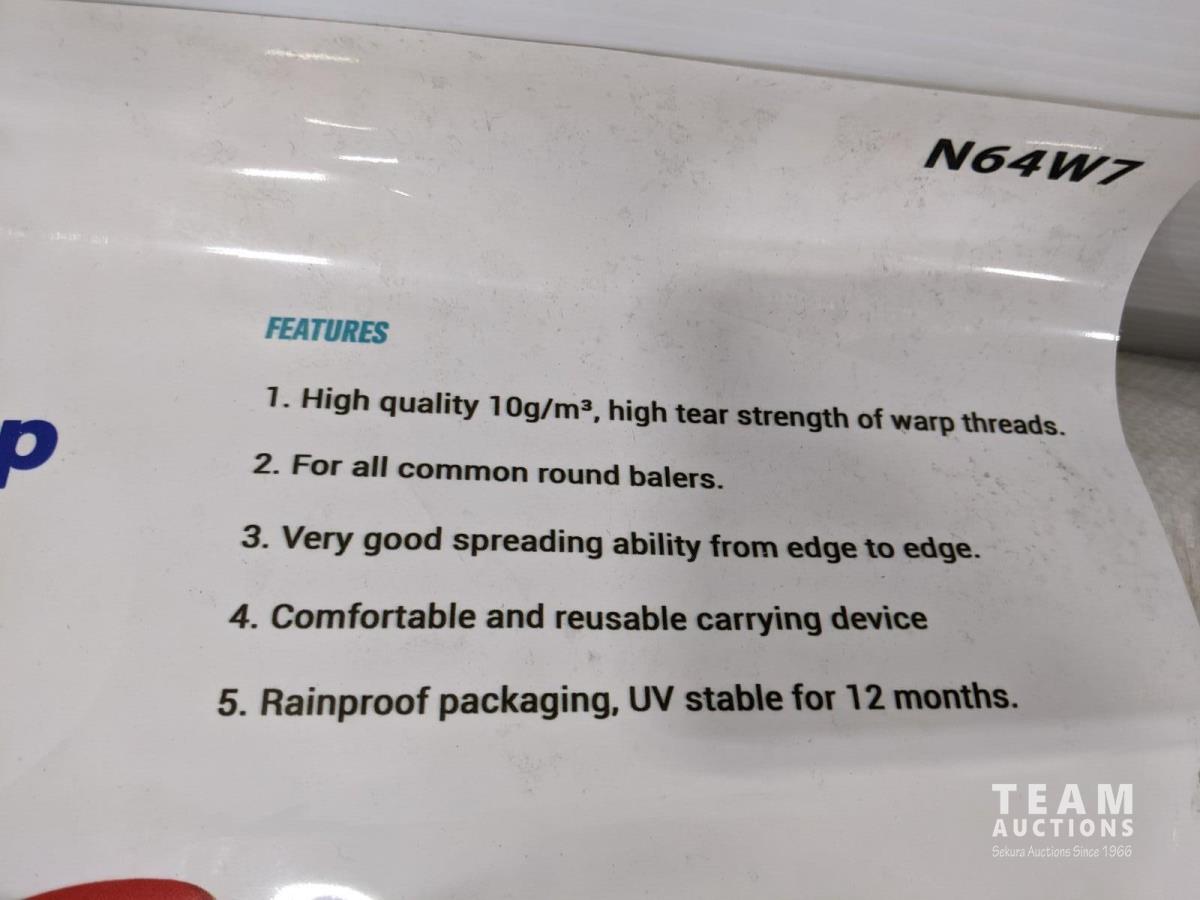 N64W7
FEATURES
1. High quality 10g/m³, high tear strength of warp threads.
p
2. For all common round balers.
3. Very good spreading ability from edge to edge.
4. Comfortable and reusable carrying device
5. Rainproof packaging, UV stable for 12 months.
TEAM
AUCTIONS
Sekura Auctions Since 1966